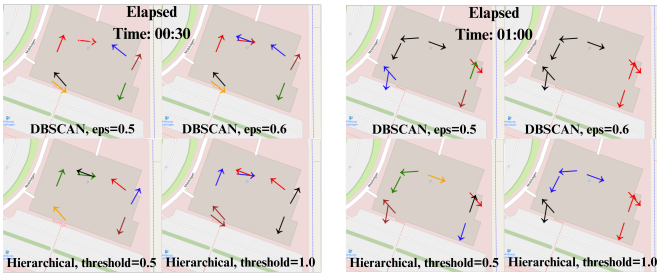 Elapsed
Time: 00:30
DBSCAN, eps=0.5
DBSCAN, eps=0.6
Hierarchical, threshold=0.5
Hierarchical, threshold=1.0
Elapsed
Time: 01:00
DBSCAN, eps=0.5
DBSCAN, eps=0.6
Hierarchical, threshold=0.5
Hierarchical, threshold=1.0